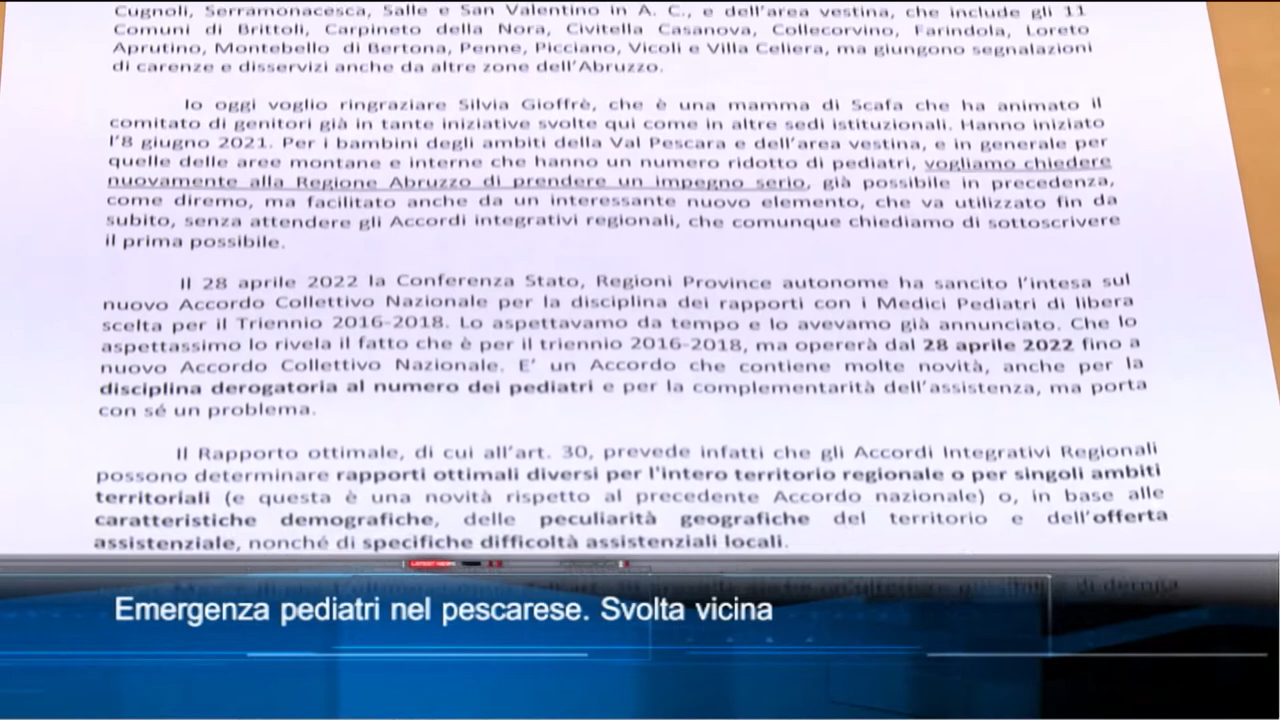 Cugnoli, Serramonacesca, Salle e San Valentino in A. C., e dell'area vestina, che include gli 11
Comuni di Brittoli, Carpineto della Nora, Civitella Casanova, Collecorvino, Farindola, Loreto
Aprutino, Montebello di Bertona, Penne, Picciano, Vicoli e Villa Celiera, ma giungono segnalazioni
di carenze e disservizi anche da altre zone dell'Abruzzo.
Io oggi voglio ringraziare Silvia Gioffrè, che è una mamma di Scafa che ha animato il
comitato di genitori già in tante iniziative svolte qui come in altre sedi istituzionali. Hanno iniziato
l'8 giugno 2021. Per i bambini degli ambiti della Val Pescara e dell'area vestina, e in generale per
quelle delle aree montane e interne che hanno un numero ridotto di pediatri, vogliamo chiedere
nuovamente alla Regione Abruzzo di prendere un impegno serio, già possibile in precedenza,
come diremo, ma facilitato anche da un interessante nuovo elemento, che va utilizzato fin da
subito, senza attendere gli Accordi integrativi regionali, che comunque chiediamo di sottoscrivere
il prima possibile.
Il 28 aprile 2022 la Conferenza Stato, Regioni Province autonome ha sancito l'intesa sul
nuovo Accordo Collettivo Nazionale per la disciplina dei rapporti con i Medici Pediatri di libera
scelta per il Triennio 2016-2018. Lo aspettavamo da tempo e lo avevamo già annunciato. Che lo
aspettassimo lo rivela il fatto che è per il triennio 2016-2018, ma opererà dal 28 aprile 2022 fino a
nuovo Accordo Collettivo Nazionale. E' un Accordo che contiene molte novità, anche per la
disciplina derogatoria al numero dei pediatri e per la complementarità dell'assistenza, ma porta
con sé un problema.
Il Rapporto ottimale, di cui all'art. 30, prevede infatti che gli Accordi Integrativi Regionali
possono determinare rapporti ottimali diversi per l'intero territorio regionale o per singoli ambiti
territoriali (e questa è una novità rispetto al precedente Accordo nazionale) o, in base alle
caratteristiche demografiche, delle peculiarità geografiche del territorio e dell'offerta
assistenziale, nonché di specifiche difficoltà assistenziali locali.
LATEST NEWS
Emergenza pediatri nel pescarese. Svolta vicina